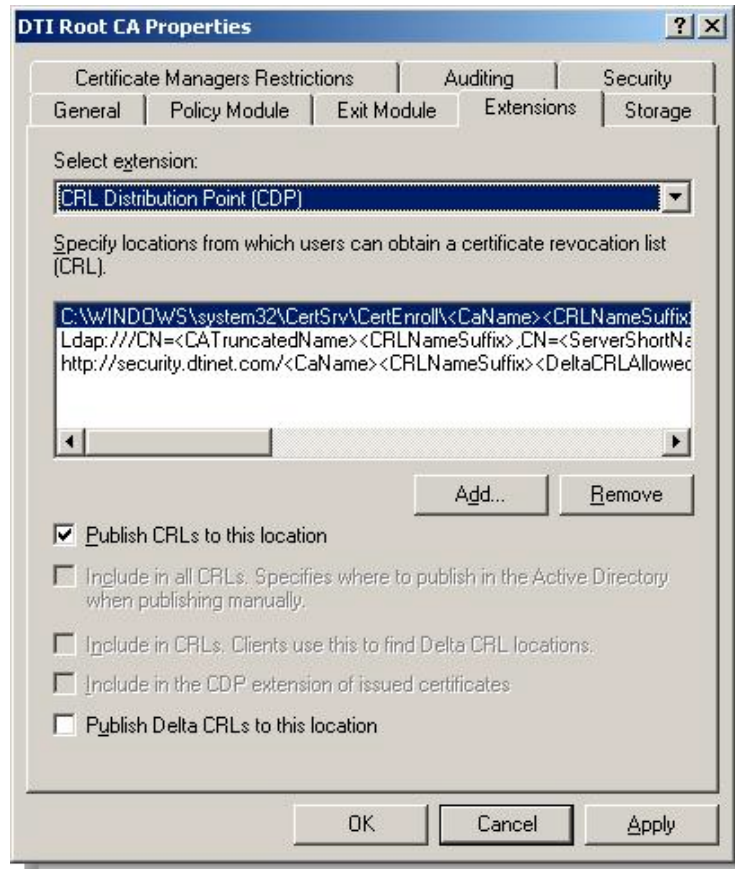 DTI Root CA Properties
Certificate Managers Restrictions Auditing Security
General Policy Module Exit Module Extensions Storage
Select extension:
CRL Distribution Point (CDP)
Specify locations from which users can obtain a certificate revocation list
(CRL).
C:\WINDOWS\system32\CertSrv\CertEnroll\<CaName><CRLNameSuffix>
Ldap:///CN=<CATruncatedName><CRLNameSuffix>,CN=<ServerShortNa
http://security.dtinet.com/<CaName><CRLNameSuffix><DeltaCRLAllowed
Add... Remove
Publish CRLs to this location
Include in all CRLs. Specifies where to publish in the Active Directory
when publishing manually.
Include in CRLs. Clients use this to find Delta CRL locations.
Include in the CDP extension of issued certificates
Publish Delta CRLs to this location
OK Cancel Apply